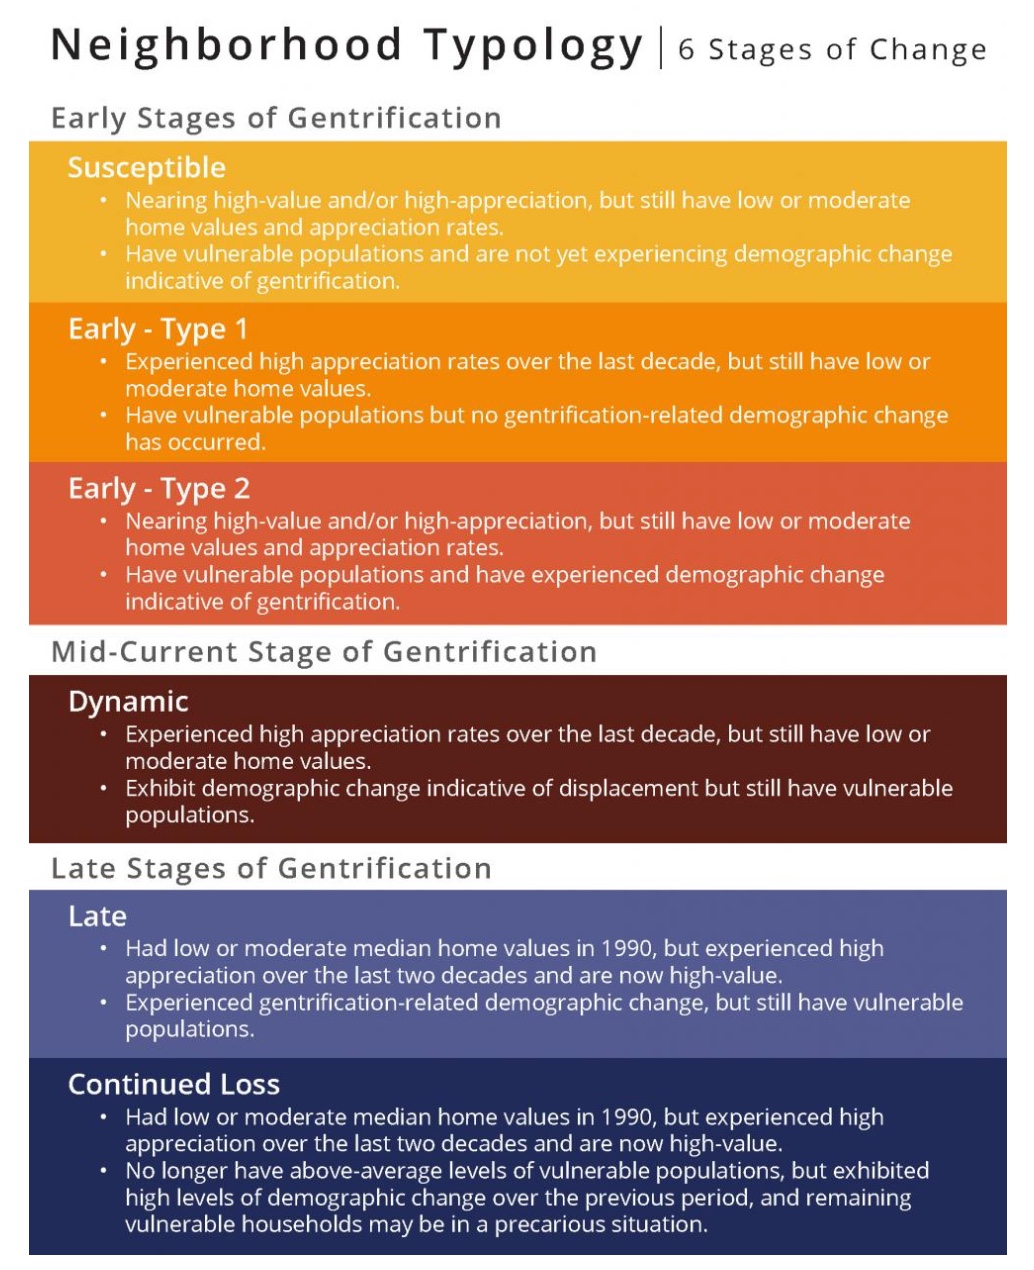 Neighborhood Typology | 6 Stages of Change
Early Stages of Gentrification
Susceptible
• Nearing high-value and/or high-appreciation, but still have low or moderate
home values and appreciation rates.
• Have vulnerable populations and are not yet experiencing demographic change
indicative of gentrification.
Early - Type 1
• Experienced high appreciation rates over the last decade, but still have low or
moderate home values.
• Have vulnerable populations but no gentrification-related demographic change
has occurred.
Early - Type 2
• Nearing high-value and/or high-appreciation, but still have low or moderate
home values and appreciation rates.
• Have vulnerable populations and have experienced demographic change
indicative of gentrification.
Mid-Current Stage of Gentrification
Dynamic
• Experienced high appreciation rates over the last decade, but still have low or
moderate home values.
• Exhibit demographic change indicative of displacement but still have vulnerable
populations.
Late Stages of Gentrification
Late
• Had low or moderate median home values in 1990, but experienced high
appreciation over the last two decades and are now high-value.
• Experienced gentrification-related demographic change, but still have vulnerable
populations.
Continued Loss
• Had low or moderate median home values in 1990, but experienced high
appreciation over the last two decades and are now high-value.
• No longer have above-average levels of vulnerable populations, but exhibited
high levels of demographic change over the previous period, and remaining
vulnerable households may be in a precarious situation.